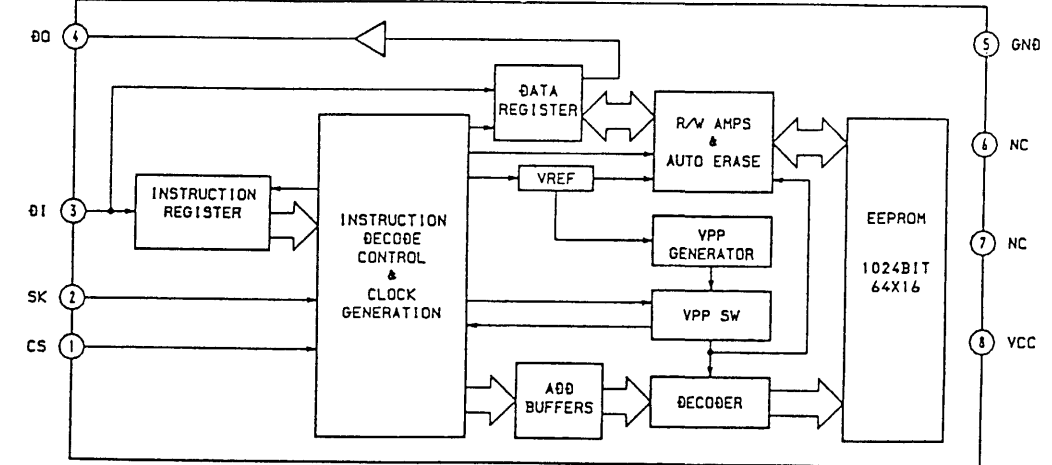 DO 4
5 GND
DATA
REGISTER
R/W AMPS
&
AUTO ERASE
6 NC
VREF
INSTRUCTION
REGISTER
DI 3
INSTRUCTION
DECODE
CONTROL
&
CLOCK
GENERATION
EEPROM
1024BIT
64X16
VPP
GENERATOR
7 NC
SK 2
VPP SW
CS 1
8 VCC
ADD
BUFFERS
DECODER